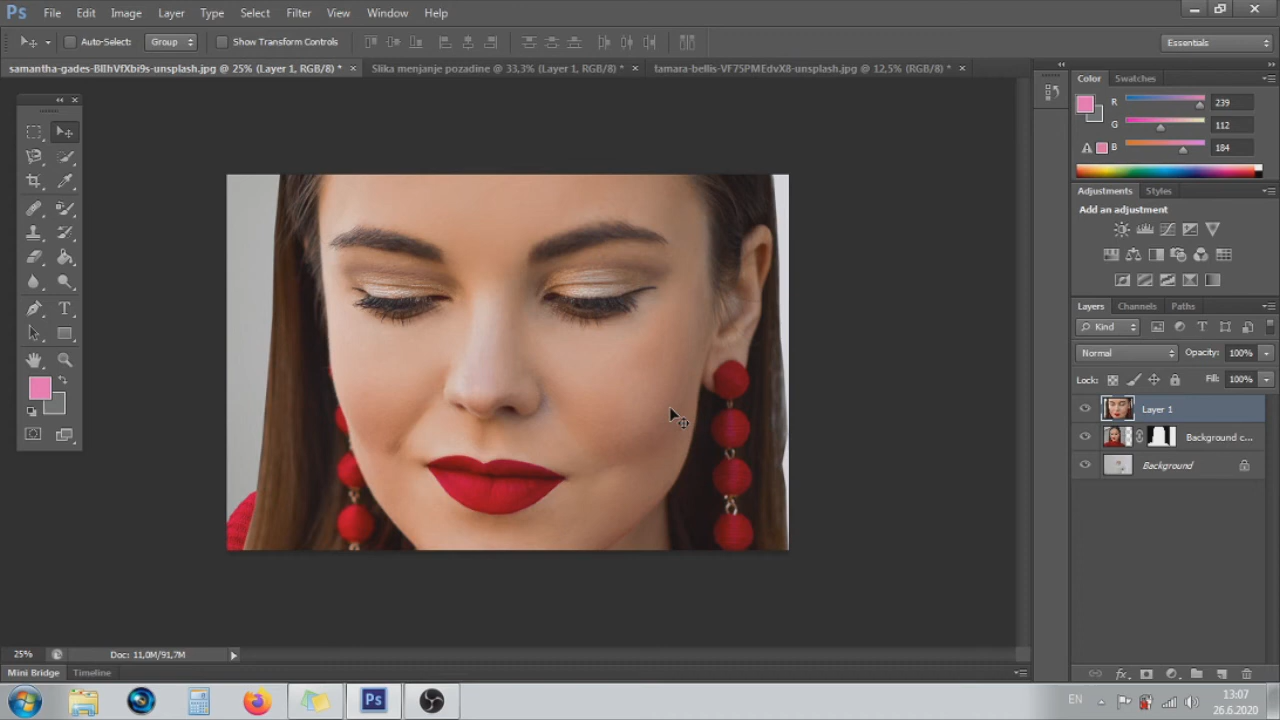 Ps File Edit Image Layer Type Select Filter View Window Help
Auto-Select: Group Show Transform Controls Essentials
samantha-gades-BlIhVfXbi9s-unsplash.jpg @ 25% (Layer 1, RGB/8) * × Slika menjanje pozadine @ 33,3% (Layer 1, RGB/8) * × tamara-bellis-VF75PMEdvX8-unsplash.jpg @ 12,5% (RGB/8) * ×
Color Swatches
R 239
G 112
B 184
Adjustments Styles
Add an adjustment
Layers Channels Paths
Kind
Normal Opacity: 100%
Lock: Fill: 100%
Layer 1
Background c...
Background
25% Doc: 11,0M/91,7M
Mini Bridge Timeline
Ps EN 13:07
26.6.2020